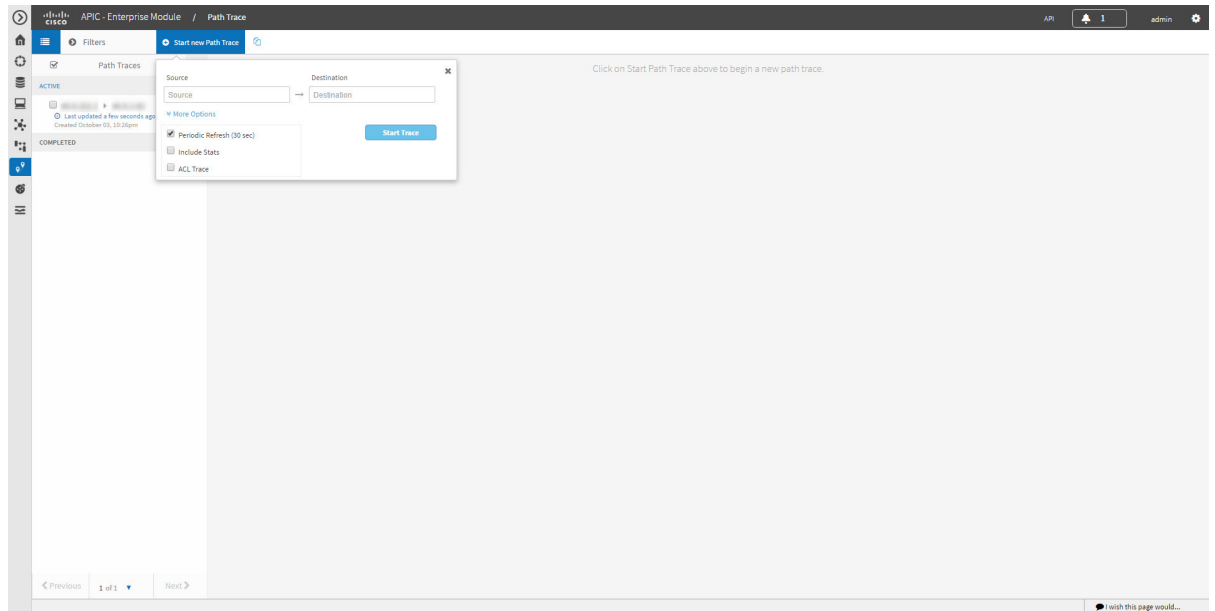 CISCO APIC - Enterprise Module / Path Trace API 1 admin
Filters Start new Path Trace
Path Traces
Click on Start Path Trace above to begin a new path trace.
ACTIVE
Last updated a few seconds ago
Created October 03, 10:26pm
COMPLETED
Source Destination
Source → Destination
More Options
Periodic Refresh (30 sec) Start Trace
Include Stats
ACL Trace
Previous 1 of 1 Next
I wish this page would...